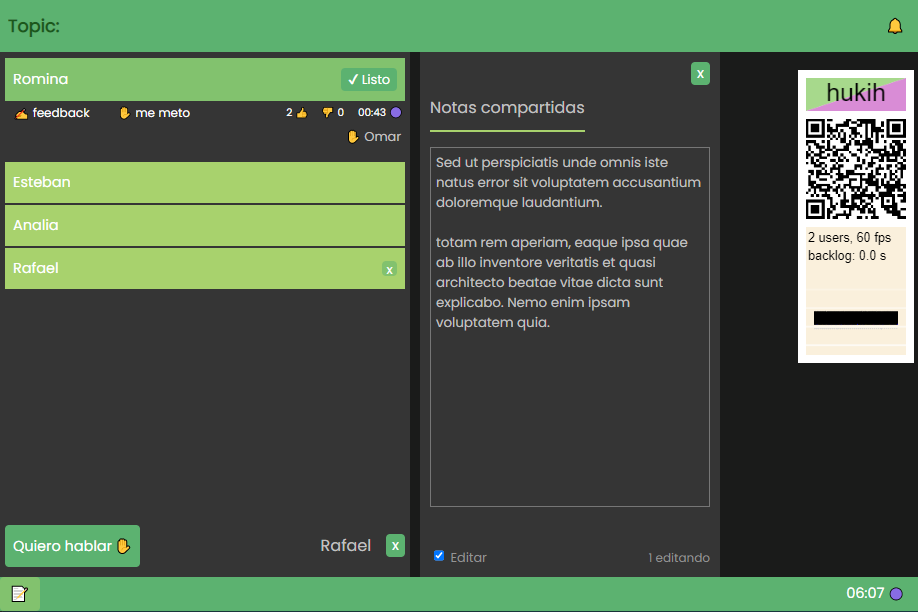 Topic:
Romina
✓ Listo
feedback
me meto
2
0
00:43
Omar
Esteban
Analia
Rafael
x
Quiero hablar
Rafael
x
x
Notas compartidas
Sed ut perspiciatis unde omnis iste
natus error sit voluptatem accusantium
doloremque laudantium.
totam rem aperiam, eaque ipsa quae
ab illo inventore veritatis et quasi
architecto beatae vitae dicta sunt
explicabo. Nemo enim ipsam
voluptatem quia.
Editar
1 editando
hukih
2 users, 60 fps
backlog: 0.0 s
06:07